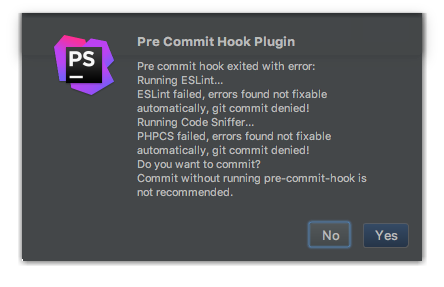 PS
Pre Commit Hook Plugin
Pre commit hook exited with error:
Running ESLint...
ESLint failed, errors found not fixable
automatically, git commit denied!
Running Code Sniffer...
PHPCS failed, errors found not fixable
automatically, git commit denied!
Do you want to commit?
Commit without running pre-commit-hook is
not recommended.
No Yes